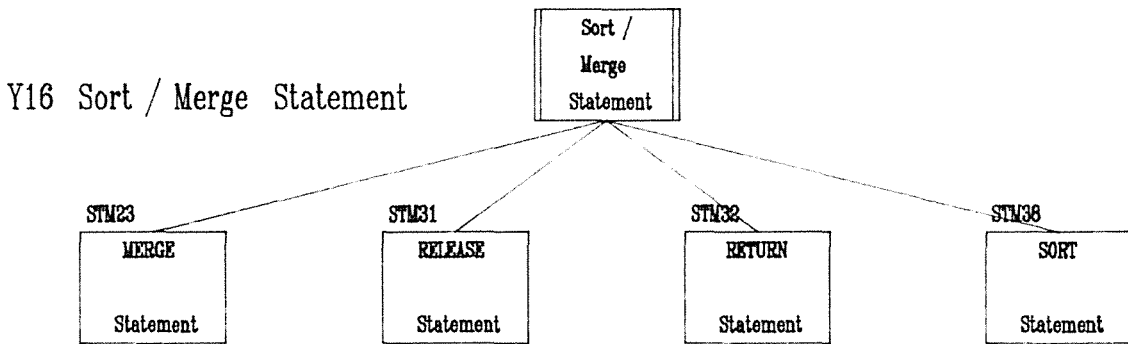 Sort /
Merge
Statement
Y16 Sort / Merge Statement
STM23
MERGE
Statement
STM31
RELEASE
Statement
STM32
RETURN
Statement
STM38
SORT
Statement